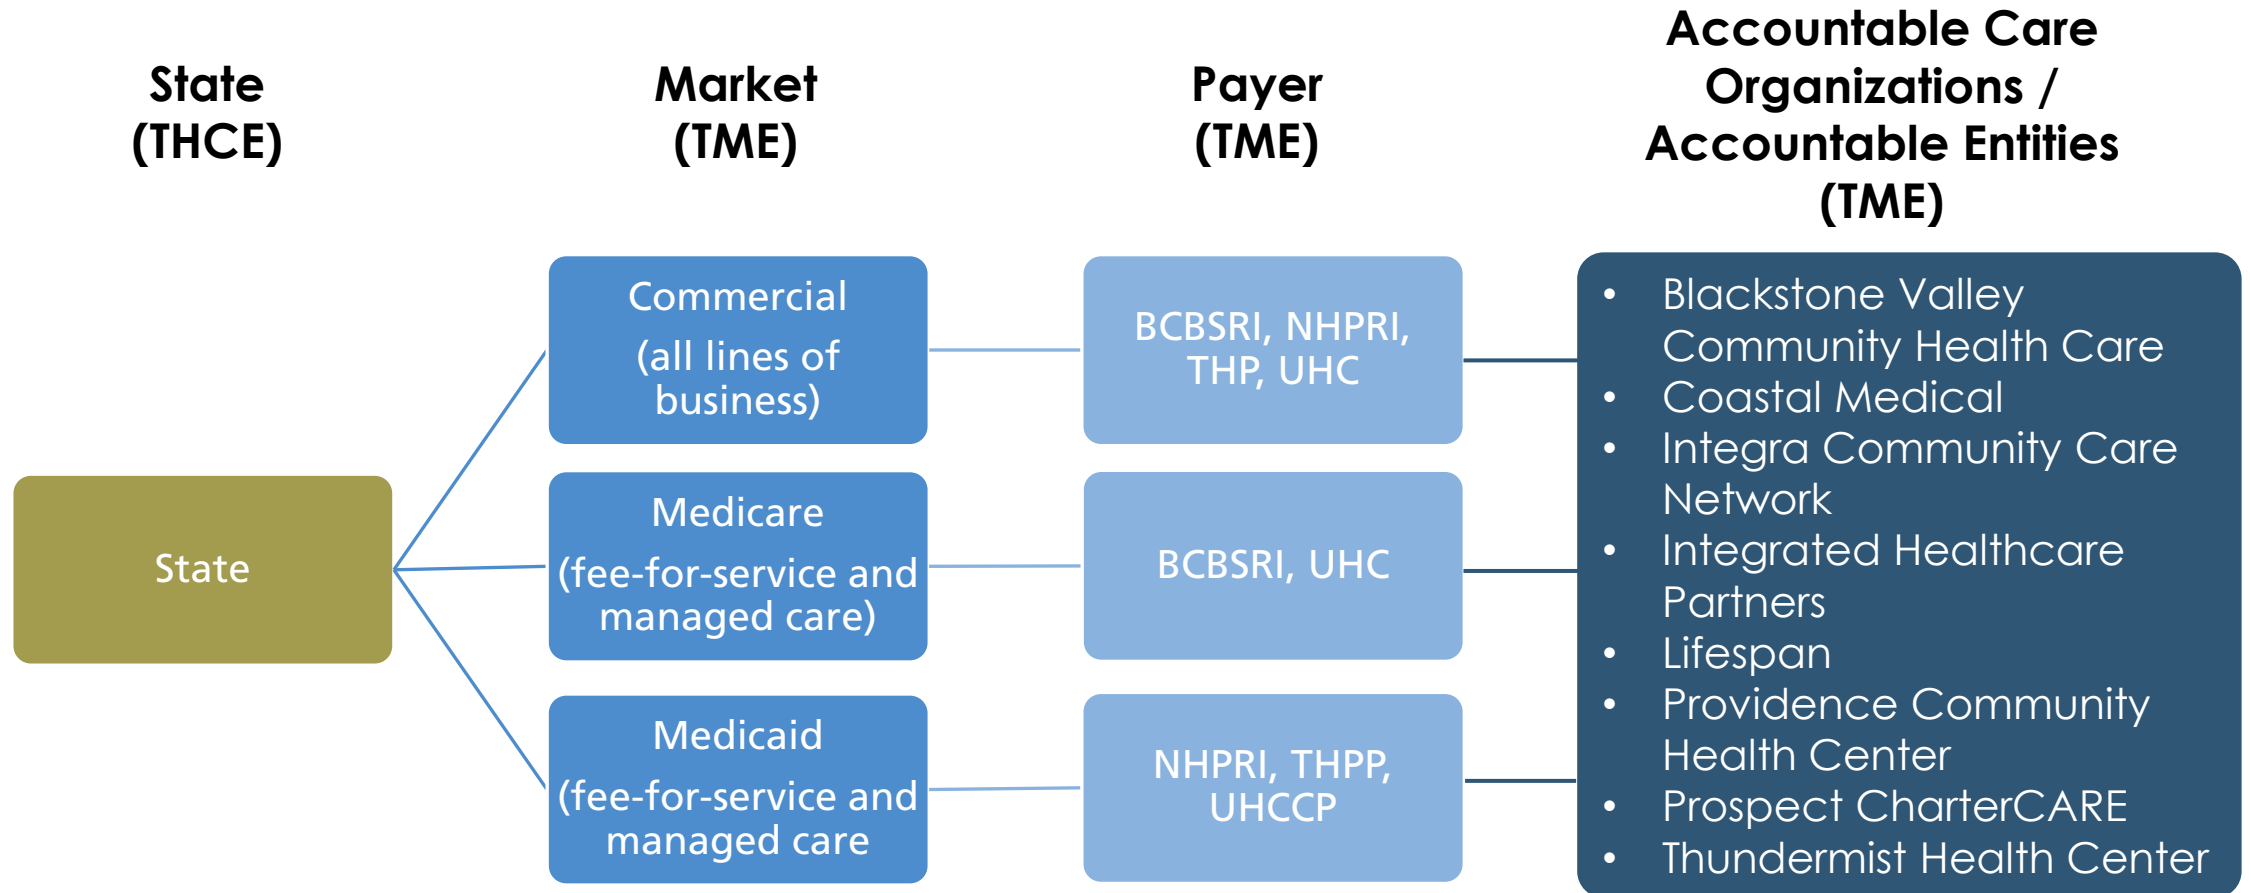 State
(THCE)
Market
(TME)
Payer
(TME)
Accountable Care
Organizations /
Accountable Entities
(TME)
State
Commercial
(all lines of
business)
Medicare
(fee-for-service and
managed care)
Medicaid
(fee-for-service and
managed care
BCBSRI, NHPRI,
THP, UHC
BCBSRI, UHC
NHPRI, THPP,
UHCCP
• Blackstone Valley
Community Health Care
• Coastal Medical
• Integra Community Care
Network
• Integrated Healthcare
Partners
• Lifespan
• Providence Community
Health Center
• Prospect CharterCARE
• Thundermist Health Center